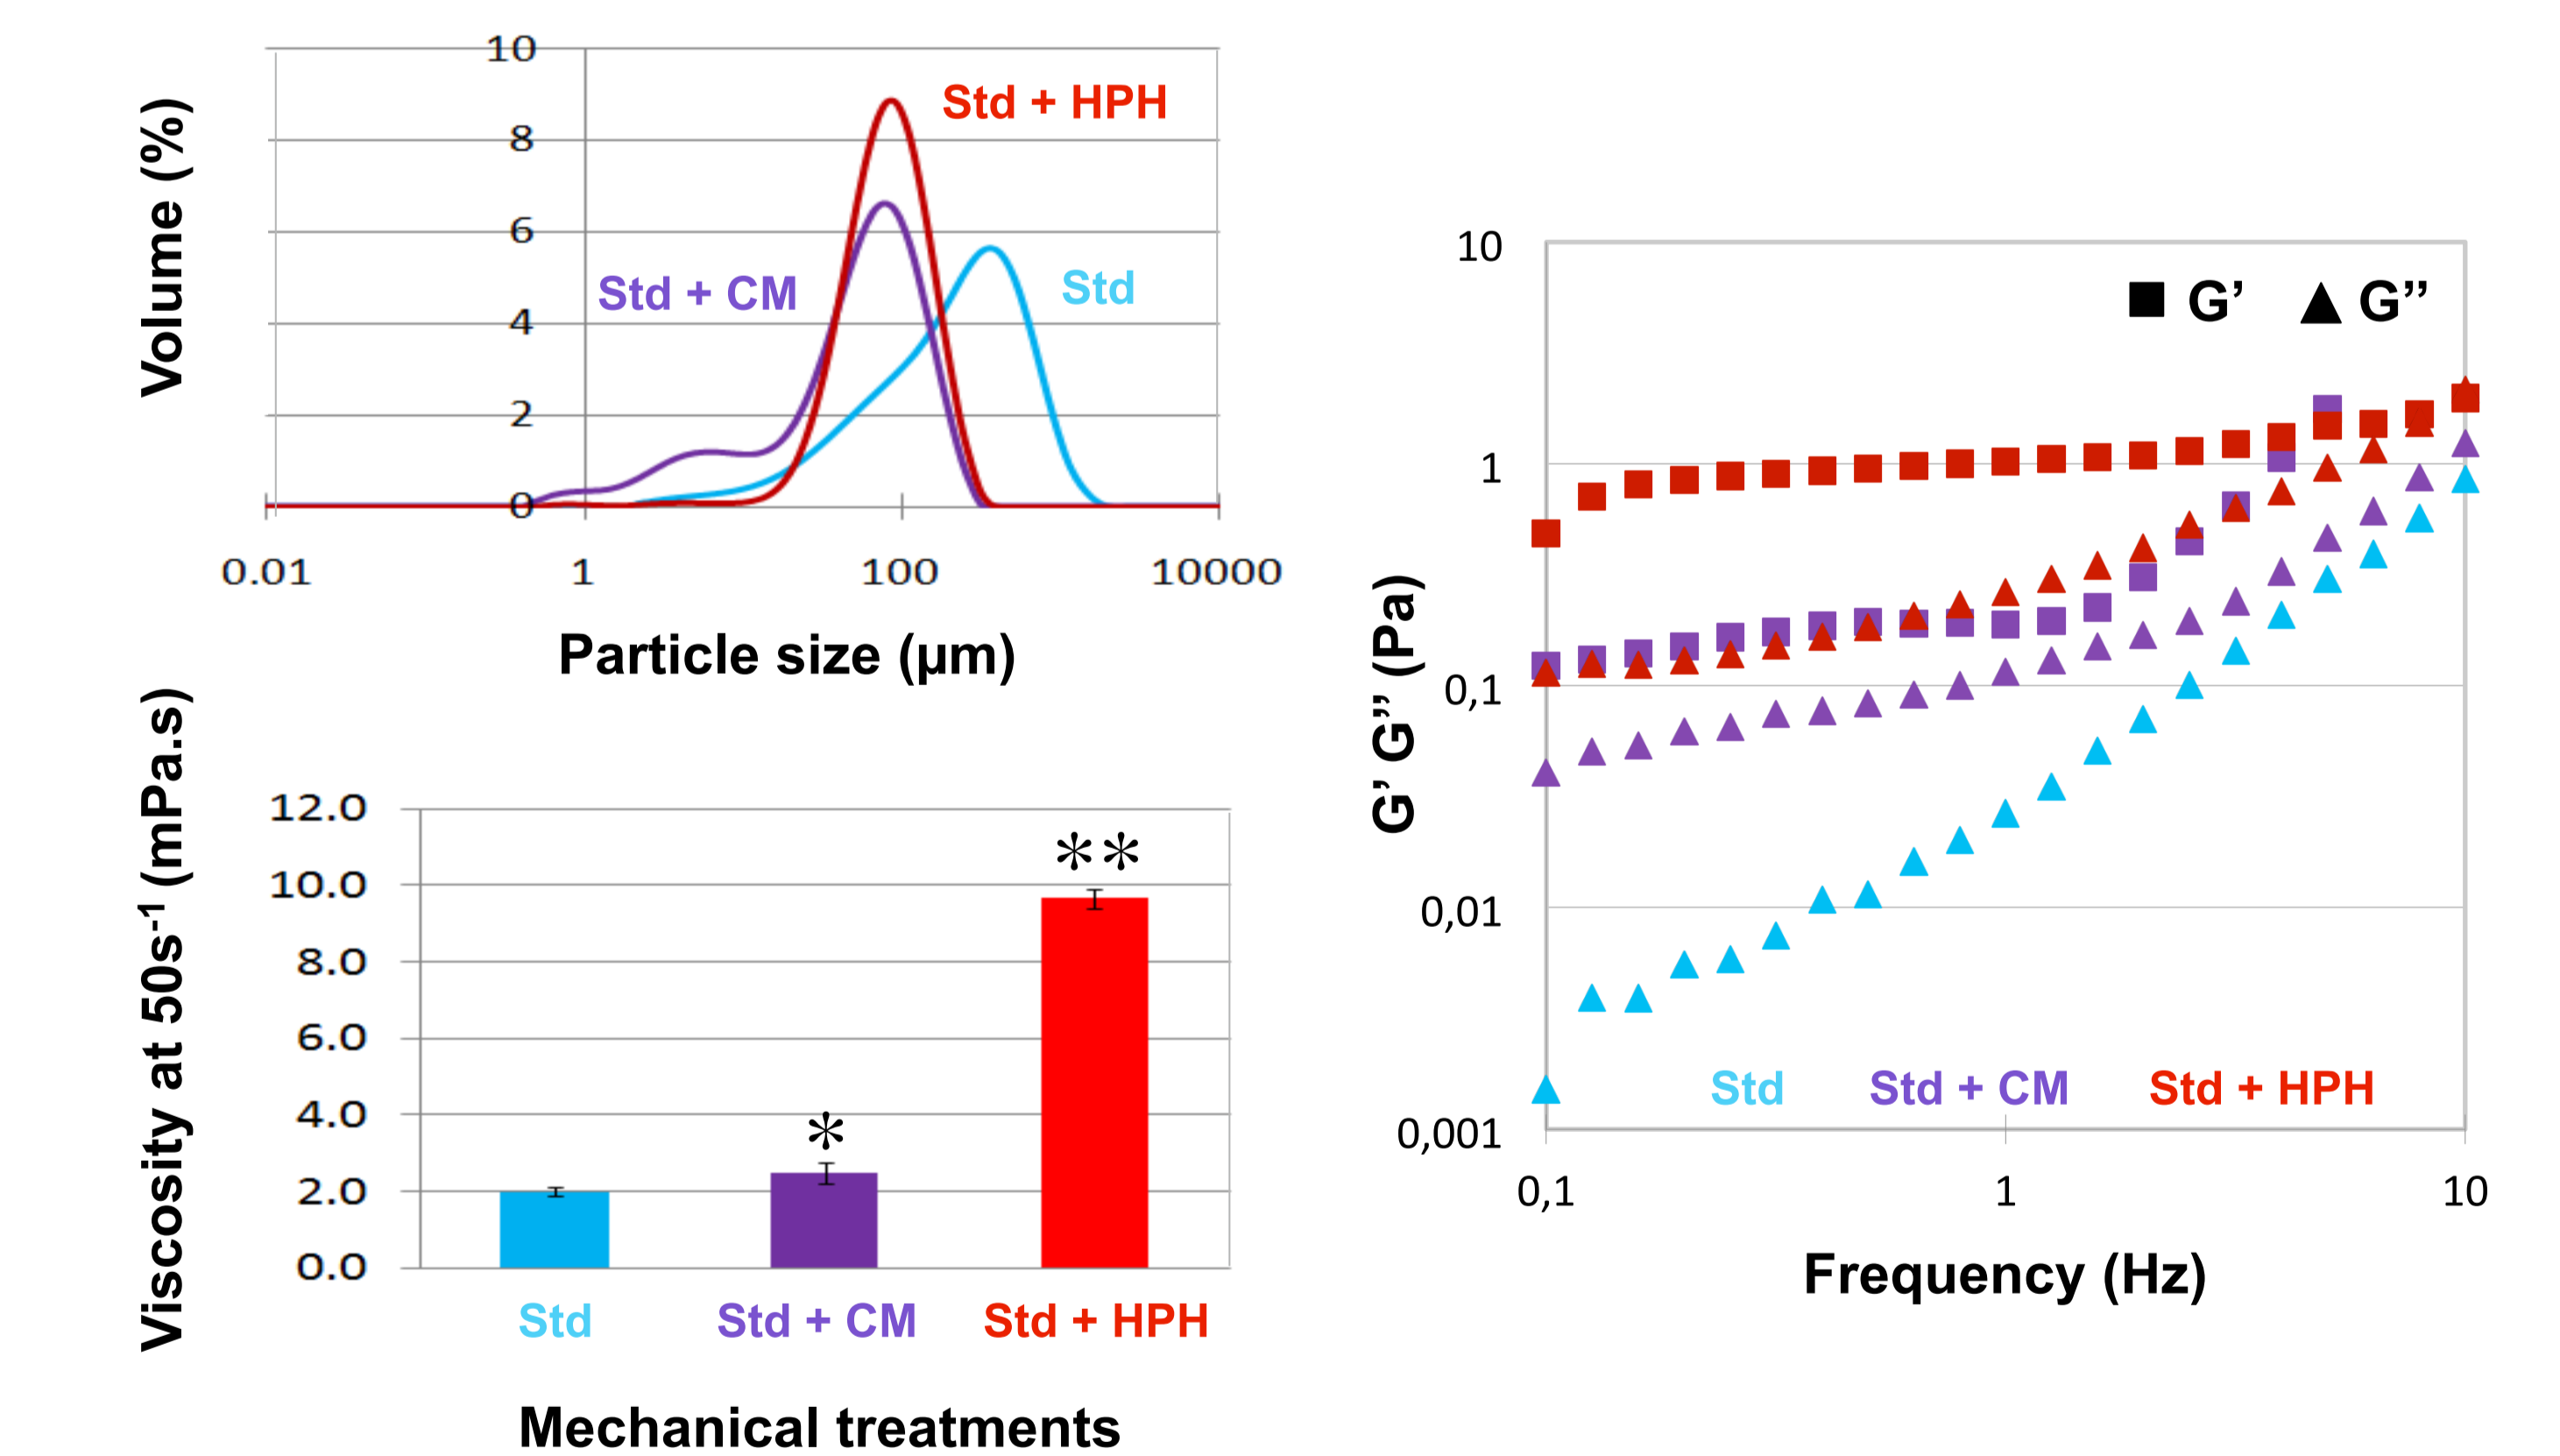 Volume (%)
10
8
6
4
2
0
Std + HPH
Std + CM
Std
0.01 1 100 10000
Particle size (µm)
Viscosity at 50s⁻¹ (mPa.s)
12.0
10.0
8.0
6.0
4.0
2.0
0.0
*
**
Std Std + CM Std + HPH
Mechanical treatments
G’ G’’ (Pa)
10
1
0,1
0,01
0,001
G’ G’’
Std Std + CM Std + HPH
0,1 1 10
Frequency (Hz)